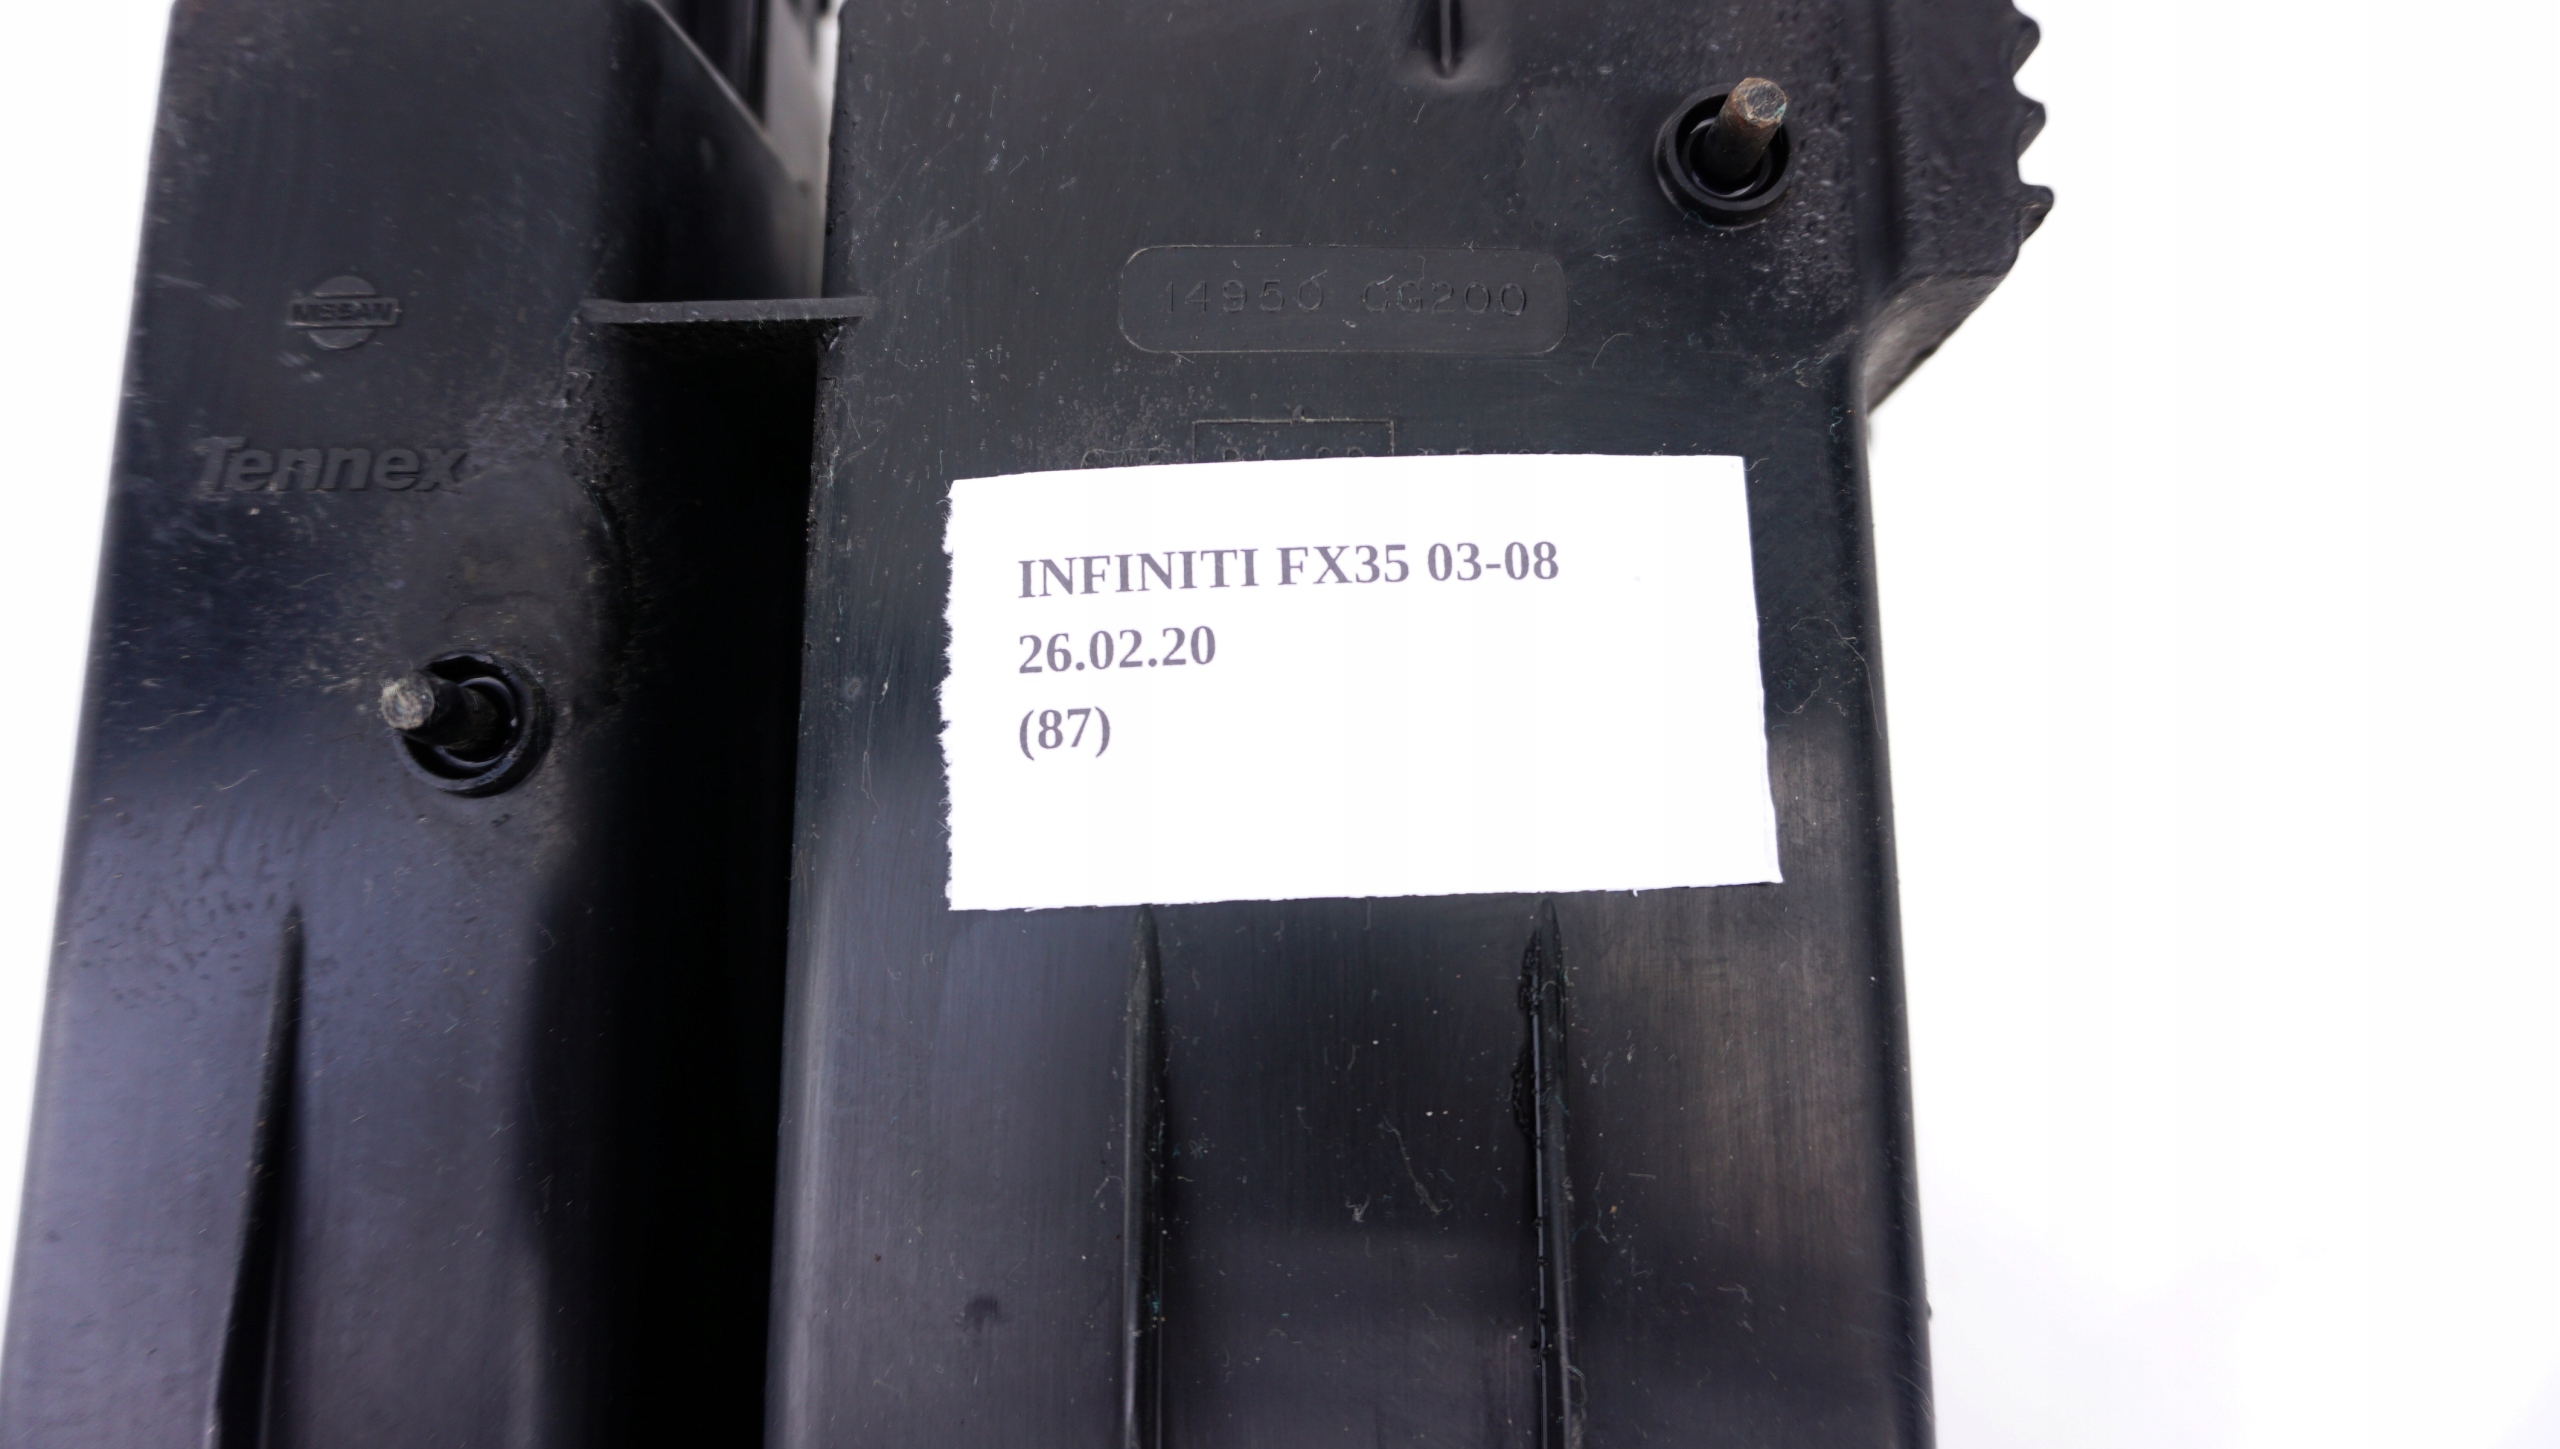 NISSAN
Tennex
14950 CG200
INFINITI FX35 03-08
26.02.20
(87)